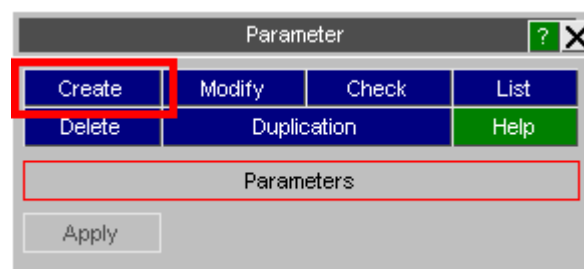 Parameter ? X
Create Modify Check List
Delete Duplication Help
Parameters
Apply